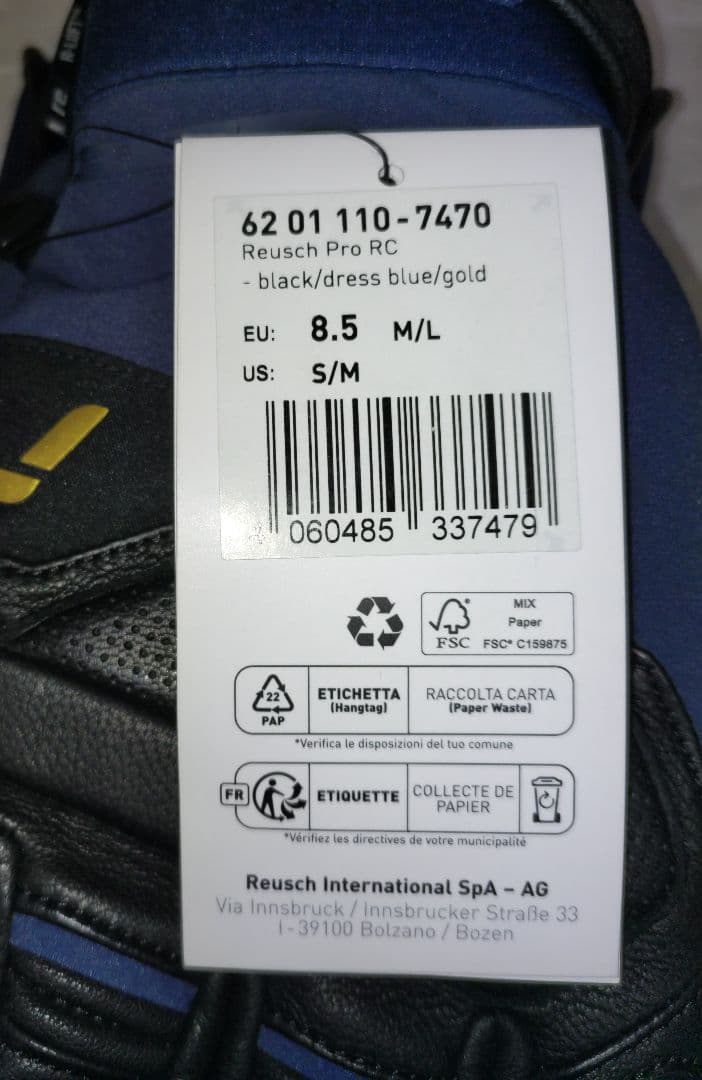 62 01 110-7470
Reusch Pro RC
- black/dress blue/gold
EU: 8.5 M/L
US: S/M
060485 337479
MIX
Paper
FSC® C159875
FSC
22
PAP
ETICHETTA
(Hangtag)
RACCOLTA CARTA
(Paper Waste)
*Verifica le disposizioni del tuo comune
FR
ETIQUETTE
COLLECTE DE
PAPIER
*Vérifiez les directives de votre municipalité
Reusch International SpA – AG
Via Innsbruck / Innsbrucker Straße 33
I-39100 Bolzano / Bozen